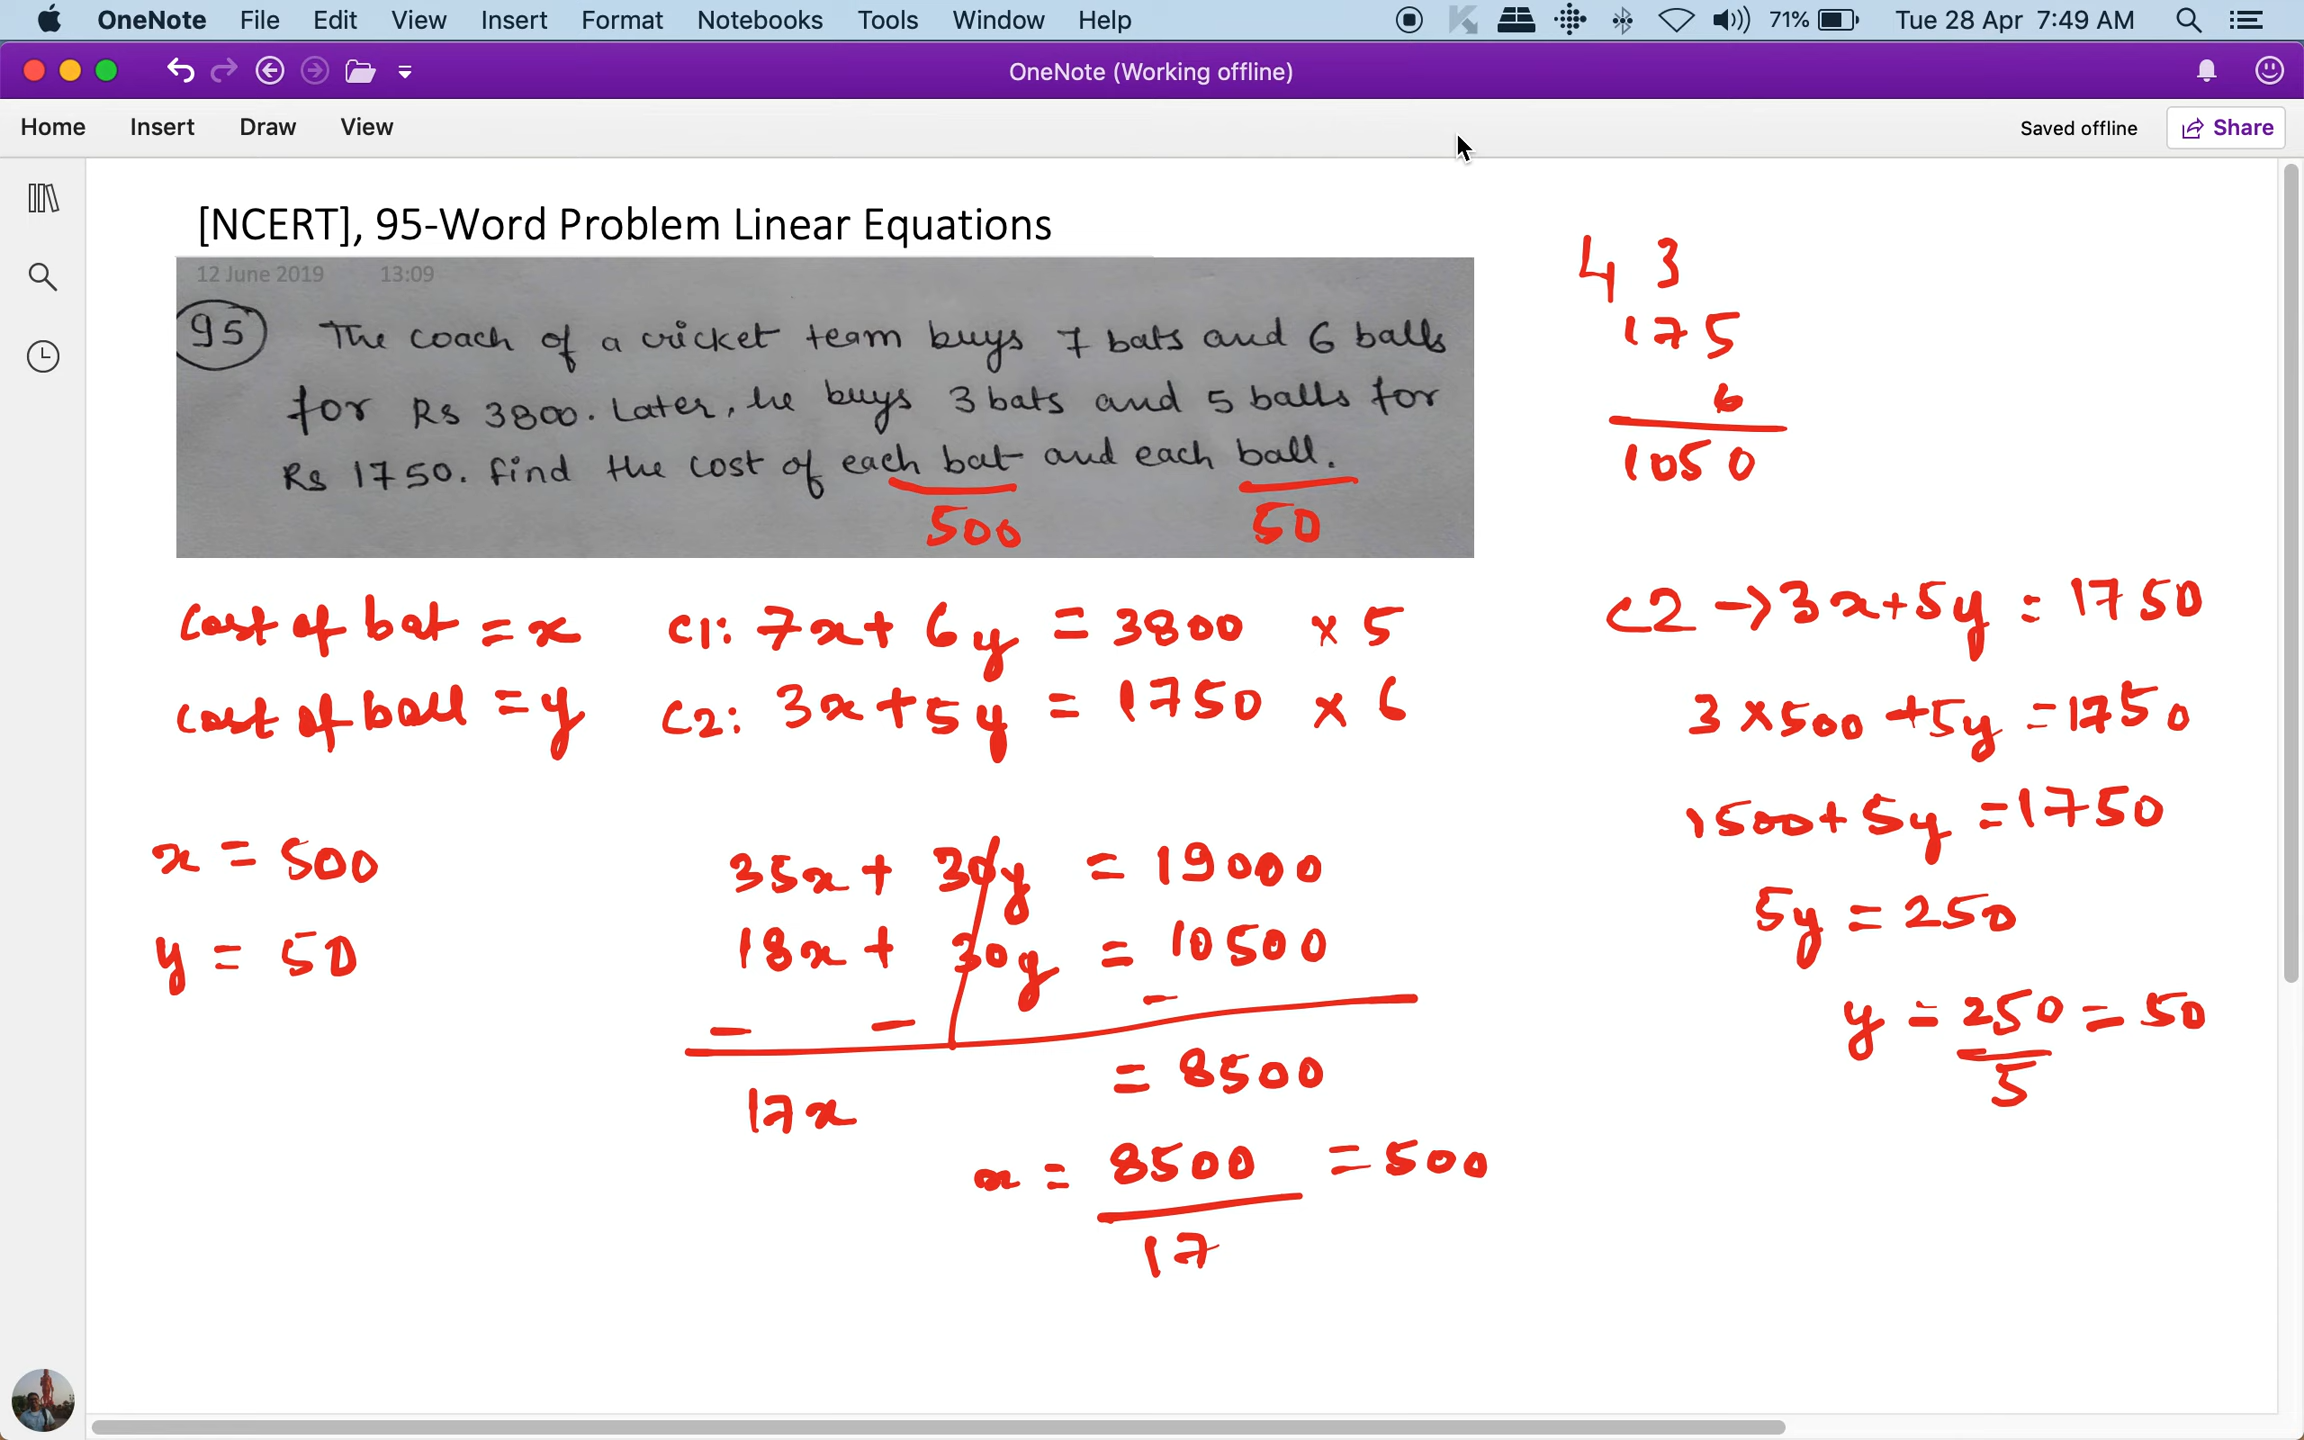 OneNote File Edit View Insert Format Notebooks Tools Window Help 71% Tue 28 Apr 7:49 AM
OneNote (Working offline)
Home Insert Draw View Saved offline Share
[NCERT], 95-Word Problem Linear Equations
12 June 2019 13:09
95 The coach of a cricket team buys 7 bats and 6 balls
for Rs 3800. Later, he buys 3 bats and 5 balls for
Rs 1750. Find the cost of each bat and each ball.
500 50
4 3
175
6
1050
Cost of bat = x
cost of ball = y
C1: 7x + 6y = 3800 × 5
C2: 3x + 5y = 1750 × 6
x = 500
y = 50
35x + 30y = 19000
18x + 30y = 10500
- - -
17x = 8500
x = 8500 = 500
17
C2 → 3x + 5y = 1750
3 × 500 + 5y = 1750
1500 + 5y = 1750
5y = 250
y = 250 = 50
5